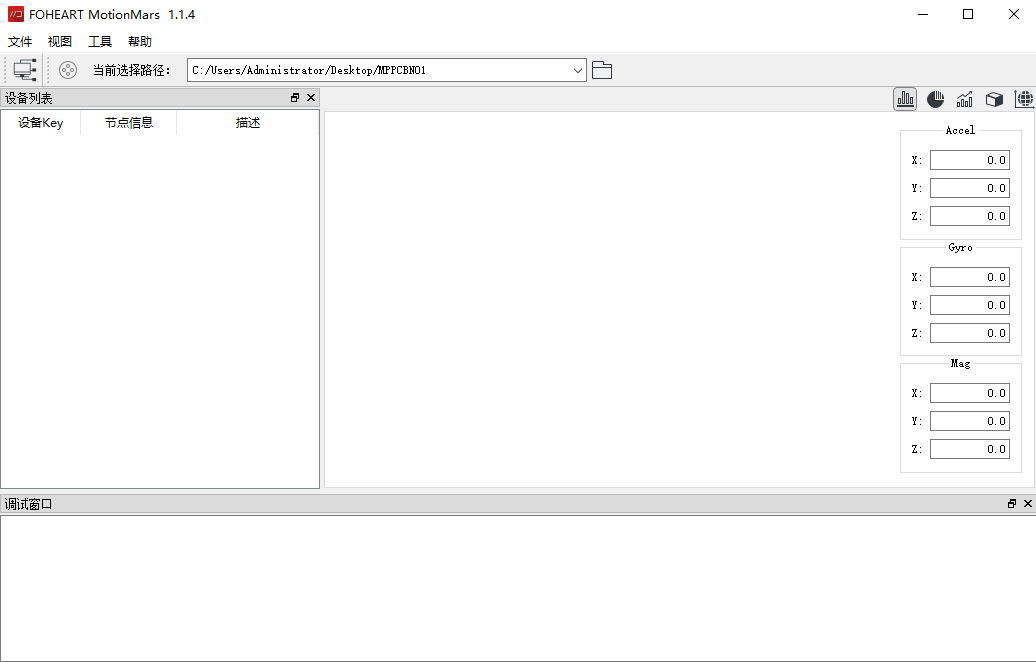 FOHEART MotionMars 1.1.4
文件 视图 工具 帮助
当前选择路径： C:/Users/Administrator/Desktop/MPPCBNO1
设备列表
设备Key 节点信息 描述
Accel
X: 0.0
Y: 0.0
Z: 0.0
Gyro
X: 0.0
Y: 0.0
Z: 0.0
Mag
X: 0.0
Y: 0.0
Z: 0.0
调试窗口